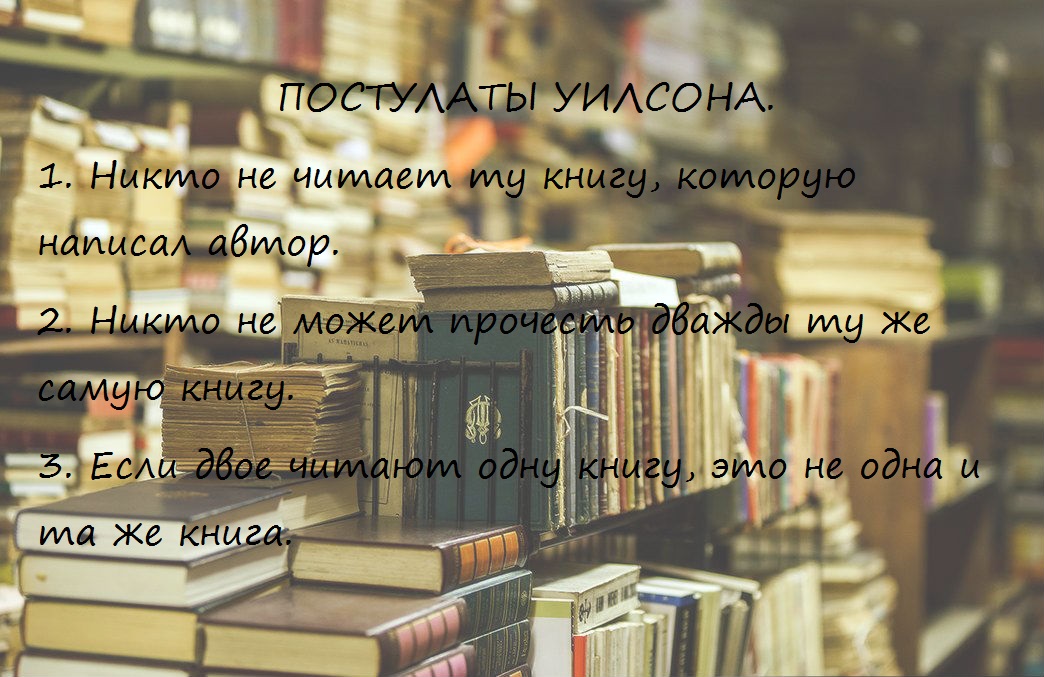 ПОСТУЛАТЫ УИЛСОНА.
1. Никто не читает ту книгу, которую
написал автор.
2. Никто не может прочесть дважды ту же
самую книгу.
3. Если двое читают одну книгу, это не одна и
та же книга.